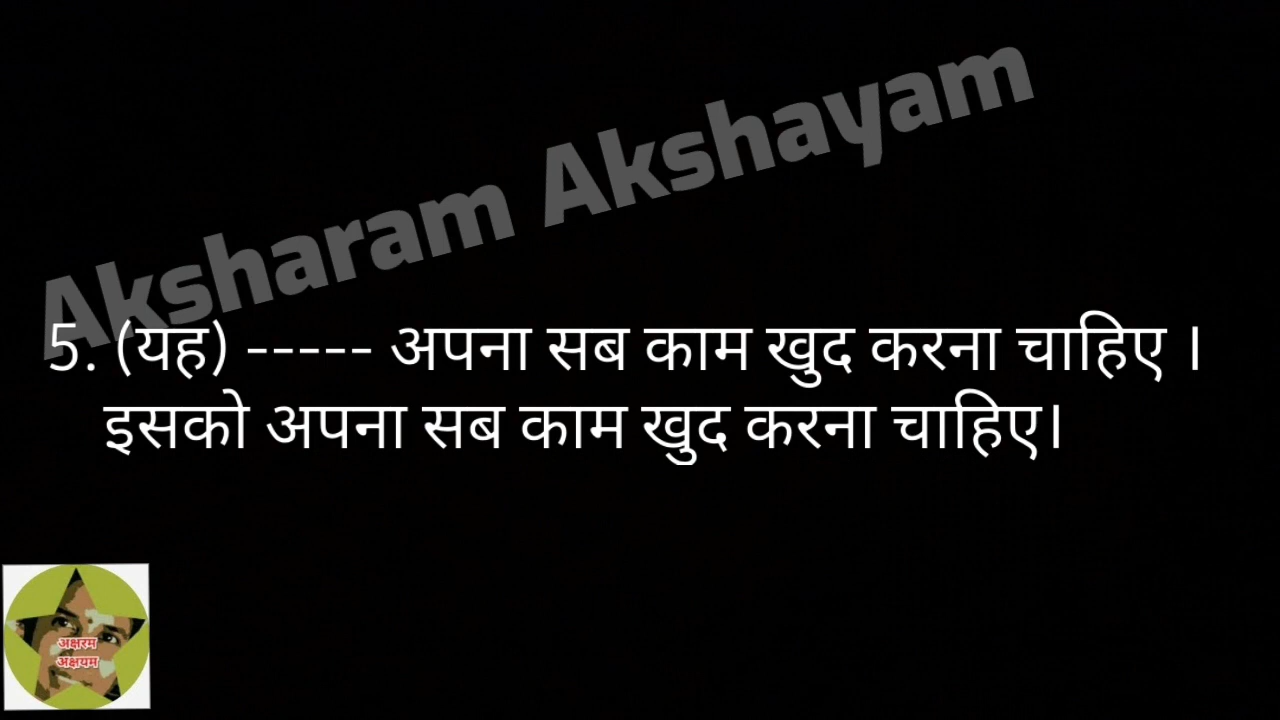 Aksharam Akshayam
5. (यह) ----- अपना सब काम खुद करना चाहिए ।
इसको अपना सब काम खुद करना चाहिए।
अक्षरम
अक्षयम